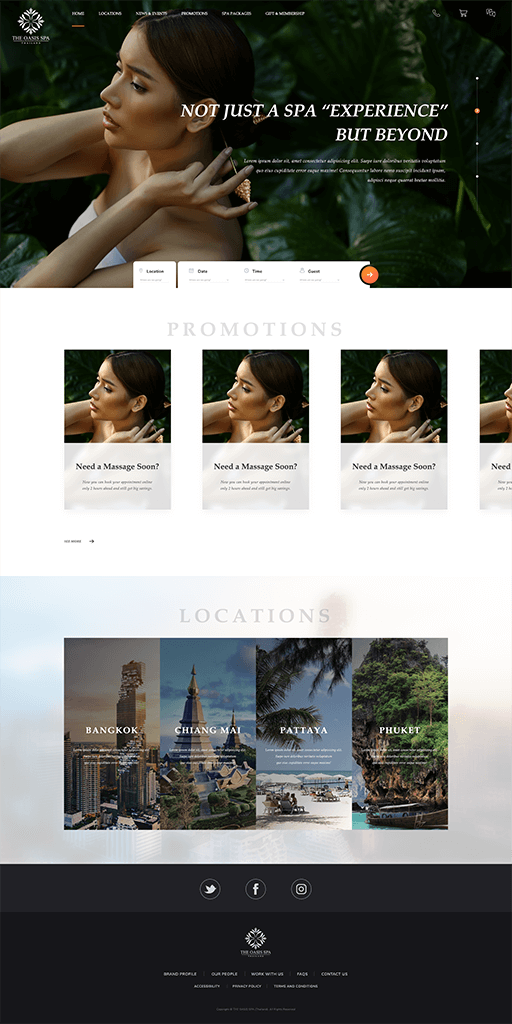 HOME LOCATIONS NEWS & EVENTS PROMOTIONS SPA PACKAGES GIFT & MEMBERSHIP
THE OASIS SPA
THAILAND
NOT JUST A SPA “EXPERIENCE”
BUT BEYOND
Lorem ipsum dolor sit, amet consectetur adipisicing elit. Saepe iure doloribus veritatis voluptatum
quo eius cupiditate error eaque maxime! Consequuntur labore nemo suscipit incidunt ipsum,
adipisci neque quaerat beatae mollitia.
Location Date Time Guest
PROMOTIONS
Need a Massage Soon? Need a Massage Soon? Need a Massage Soon? Need
Now you can book your appointment online Now you can book your appointment online Now you can book your appointment online
only 2 hours ahead and still get big savings. only 2 hours ahead and still get big savings. only 2 hours ahead and still get big savings.
SEE MORE
LOCATIONS
BANGKOK CHIANG MAI PATTAYA PHUKET
THE OASIS SPA
THAILAND
BRAND PROFILE OUR PEOPLE WORK WITH US FAQS CONTACT US
ACCESSIBILITY PRIVACY POLICY TERMS AND CONDITIONS